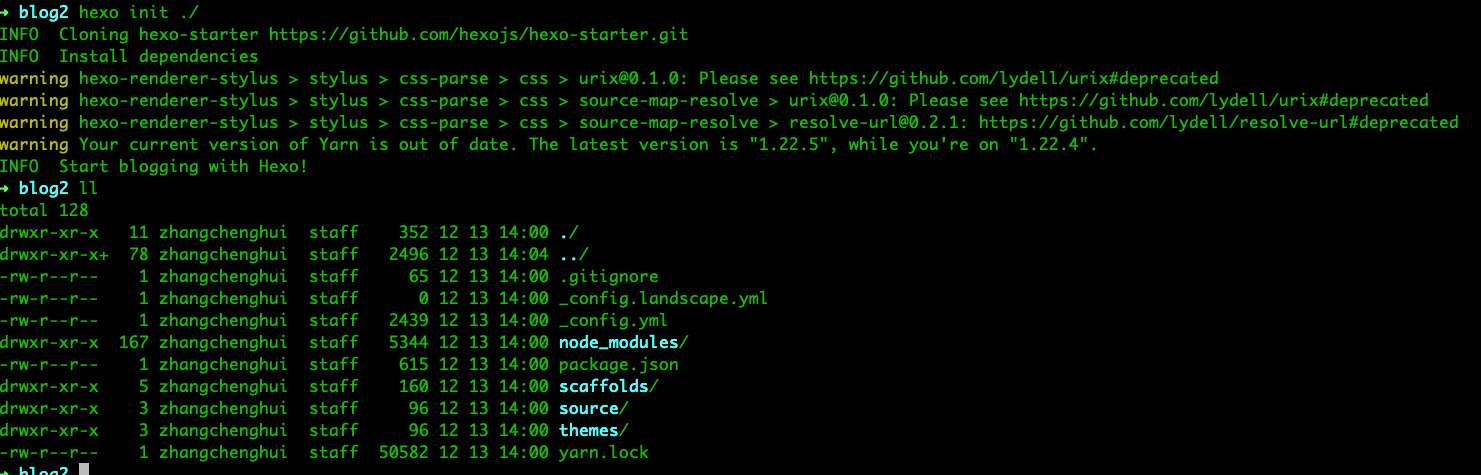 ➜ blog2 hexo init ./
INFO  Cloning hexo-starter https://github.com/hexojs/hexo-starter.git
INFO  Install dependencies
warning hexo-renderer-stylus > stylus > css-parse > css > urix@0.1.0: Please see https://github.com/lydell/urix#deprecated
warning hexo-renderer-stylus > stylus > css-parse > css > source-map-resolve > urix@0.1.0: Please see https://github.com/lydell/urix#deprecated
warning hexo-renderer-stylus > stylus > css-parse > css > source-map-resolve > resolve-url@0.2.1: https://github.com/lydell/resolve-url#deprecated
warning Your current version of Yarn is out of date. The latest version is "1.22.5", while you're on "1.22.4".
INFO  Start blogging with Hexo!
➜ blog2 ll
total 128
drwxr-xr-x   11 zhangchenghui  staff    352 12 13 14:00 ./
drwxr-xr-x+  78 zhangchenghui  staff   2496 12 13 14:04 ../
-rw-r--r--    1 zhangchenghui  staff     65 12 13 14:00 .gitignore
-rw-r--r--    1 zhangchenghui  staff      0 12 13 14:00 _config.landscape.yml
-rw-r--r--    1 zhangchenghui  staff   2439 12 13 14:00 _config.yml
drwxr-xr-x  167 zhangchenghui  staff   5344 12 13 14:00 node_modules/
-rw-r--r--    1 zhangchenghui  staff    615 12 13 14:00 package.json
drwxr-xr-x    5 zhangchenghui  staff    160 12 13 14:00 scaffolds/
drwxr-xr-x    3 zhangchenghui  staff     96 12 13 14:00 source/
drwxr-xr-x    3 zhangchenghui  staff     96 12 13 14:00 themes/
-rw-r--r--    1 zhangchenghui  staff  50582 12 13 14:00 yarn.lock
➜ blog2